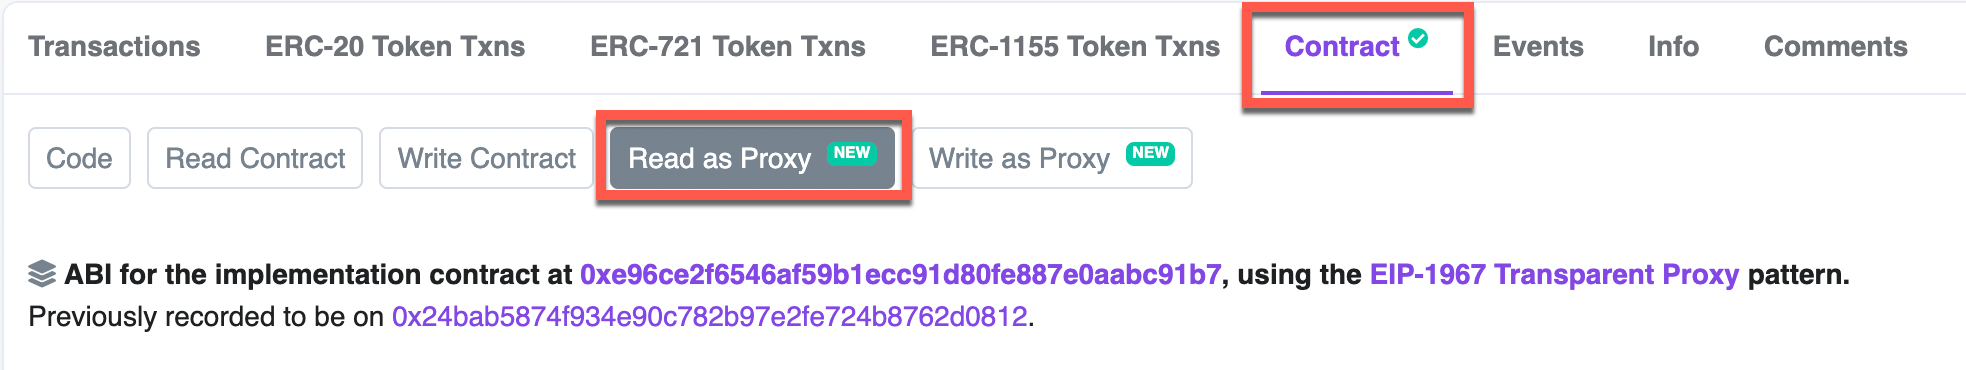 Transactions ERC-20 Token Txns ERC-721 Token Txns ERC-1155 Token Txns Contract Events Info Comments
Code Read Contract Write Contract Read as Proxy NEW Write as Proxy NEW
ABI for the implementation contract at 0xe96ce2f6546af59b1ecc91d80fe887e0aabc91b7, using the EIP-1967 Transparent Proxy pattern.
Previously recorded to be on 0x24bab5874f934e90c782b97e2fe724b8762d0812.